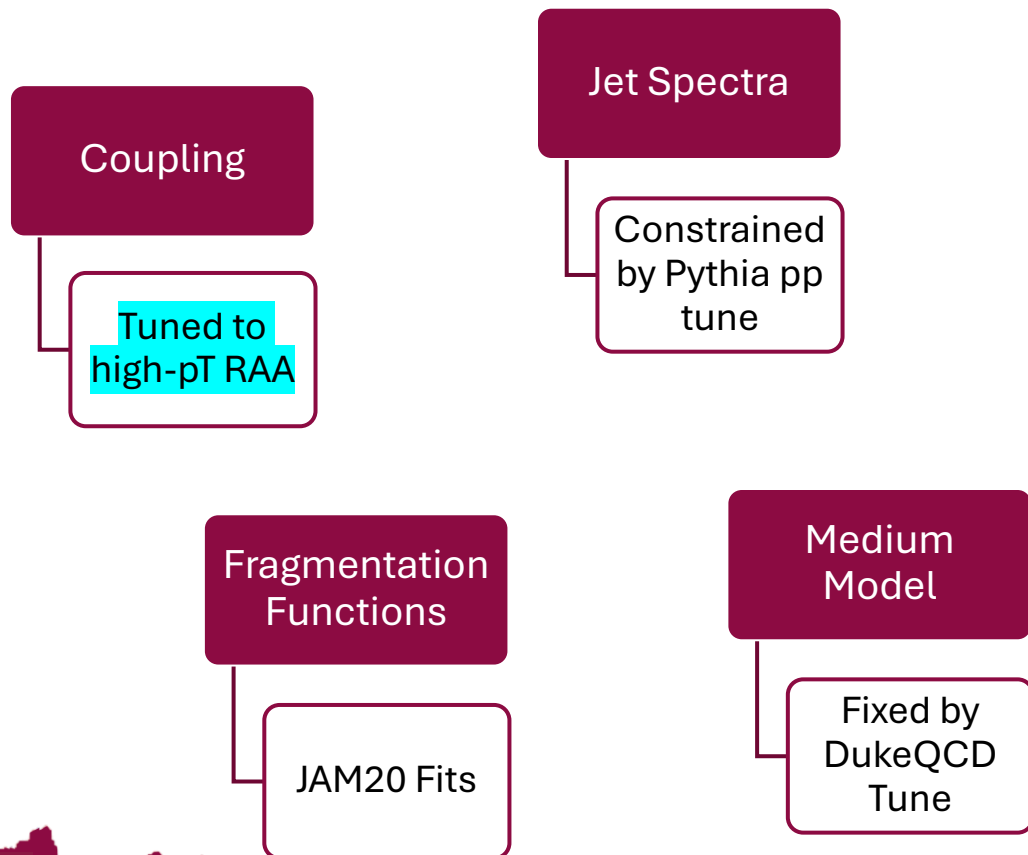 Coupling
Tuned to
high-pT RAA
Jet Spectra
Constrained
by Pythia pp
tune
Fragmentation
Functions
JAM20 Fits
Medium
Model
Fixed by
DukeQCD
Tune